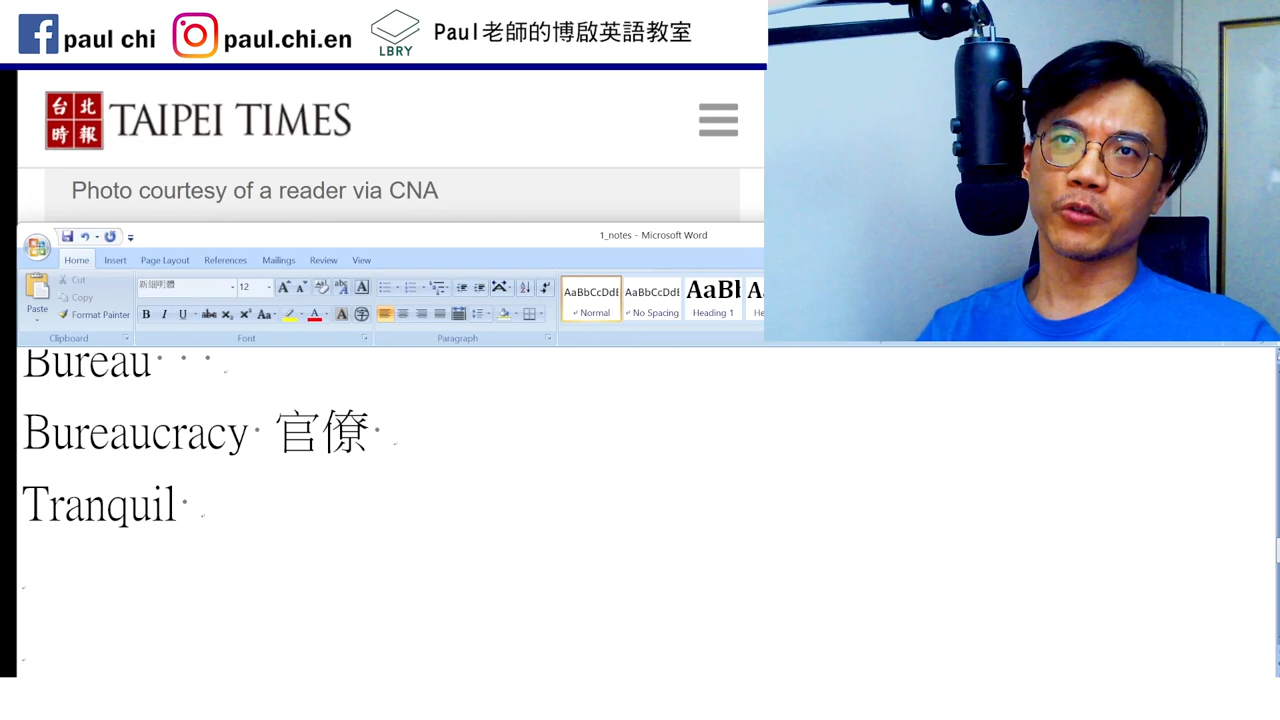 paul chi
paul.chi.en
LBRY
Paul老師的博啟英語教室
台北時報
TAIPEI TIMES
Photo courtesy of a reader via CNA
1_notes - Microsoft Word
Home Insert Page Layout References Mailings Review View
Paste
Cut
Copy
Format Painter
新細明體 12
AaBbCcDdE AaBbCcDdE AaBb
Normal No Spacing Heading 1
Clipboard Font Paragraph
Bureau
Bureaucracy 官僚
Tranquil